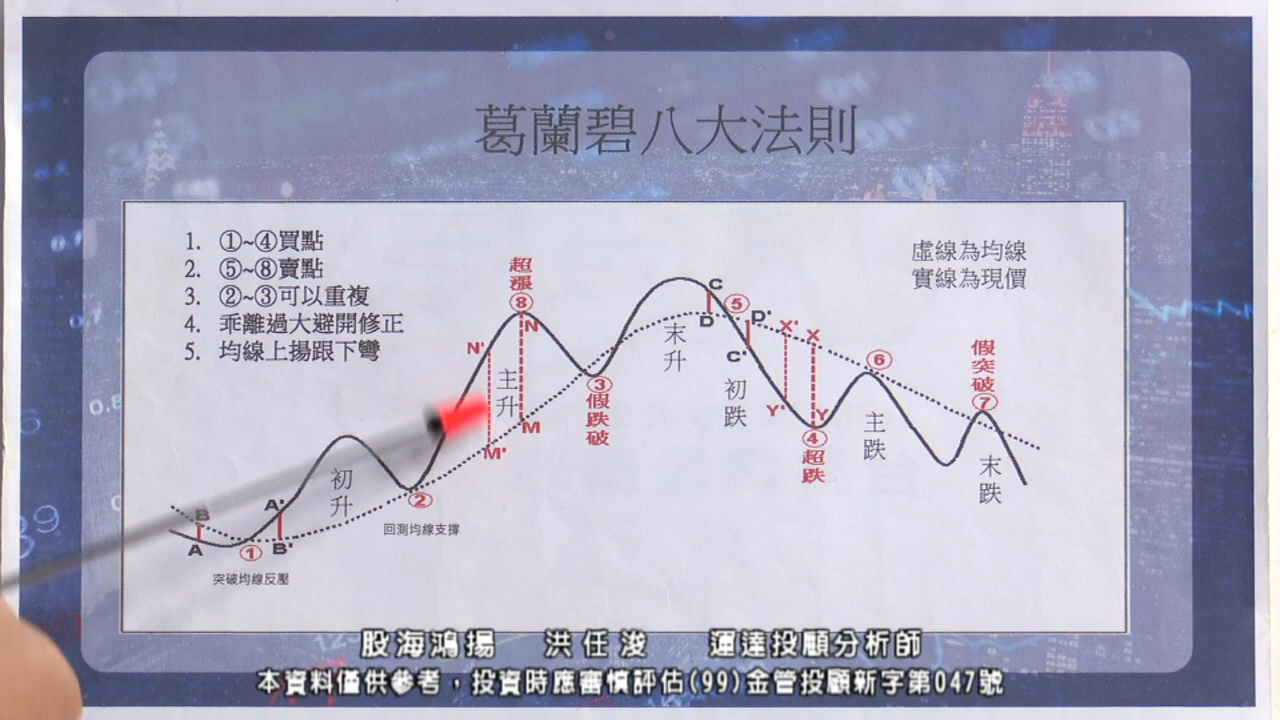 葛蘭碧八大法則
1. ①~④買點
2. ⑤~⑧賣點
3. ②~③可以重複
4. 乖離過大避開修正
5. 均線上揚跟下彎
虛線為均線
實線為現價
超漲
⑧
N
N'
主升
M
M'
③
假跌破
末升
C
⑤
D
D'
C'
初跌
X'
X
Y'
Y
④
超跌
⑥
主跌
假突破
⑦
末跌
初升
②
回測均線支撐
B
A
A'
B'
①
突破均線反壓
股海鴻揚 洪任浚 運達投顧分析師
本資料僅供參考，投資時應審慎評估(99)金管投顧新字第047號